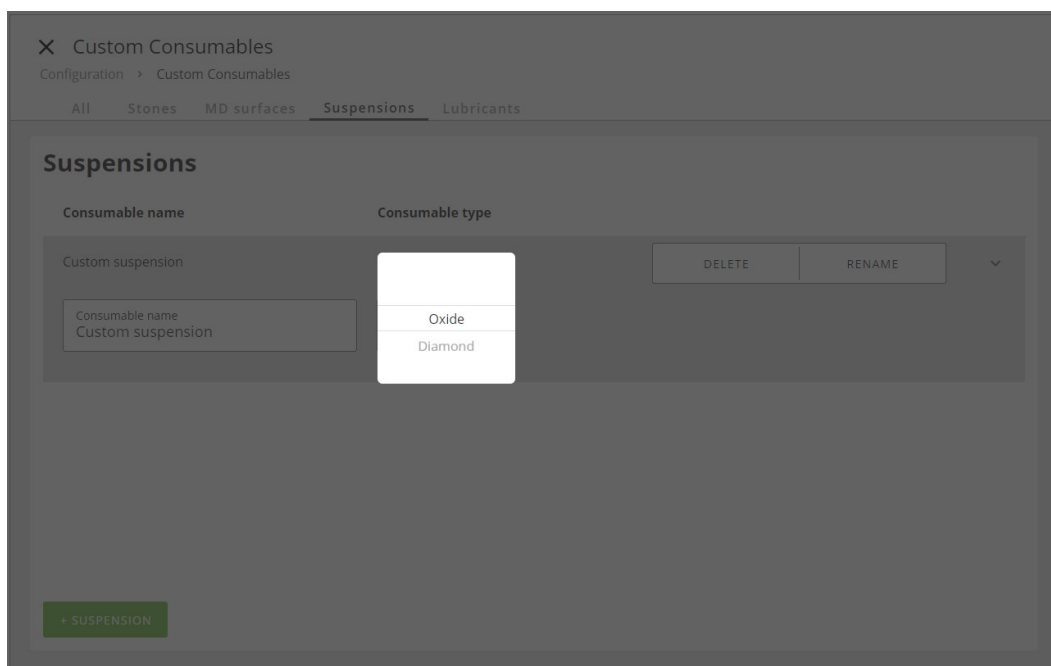 Custom Consumables
Configuration > Custom Consumables
All Stones MD surfaces Suspensions Lubricants
Suspensions
Consumable name Consumable type
Custom suspension DELETE RENAME
Consumable name
Custom suspension
Oxide
Diamond
+ SUSPENSION